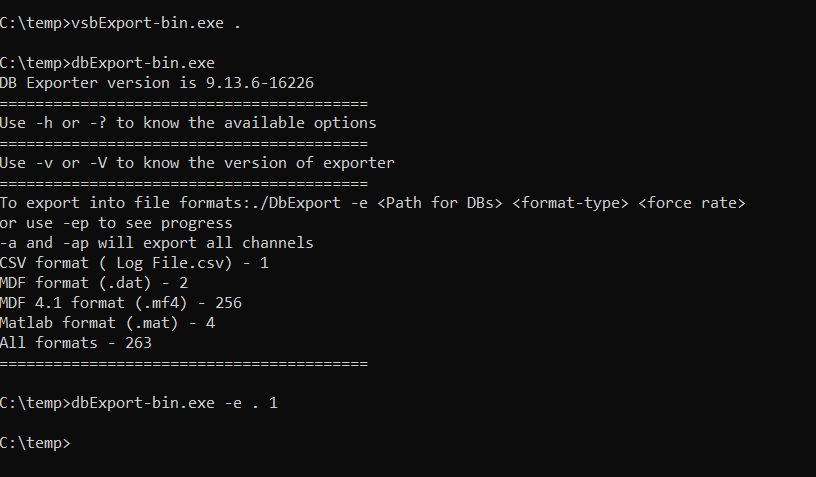 C:\temp>vsbExport-bin.exe .
C:\temp>dbExport-bin.exe
DB Exporter version is 9.13.6-16226
=========================================
Use -h or -? to know the available options
=========================================
Use -v or -V to know the version of exporter
=========================================
To export into file formats:./DbExport -e <Path for DBs> <format-type> <force rate>
or use -ep to see progress
-a and -ap will export all channels
CSV format ( Log File.csv) - 1
MDF format (.dat) - 2
MDF 4.1 format (.mf4) - 256
Matlab format (.mat) - 4
All formats - 263
=========================================
C:\temp>dbExport-bin.exe -e . 1
C:\temp>